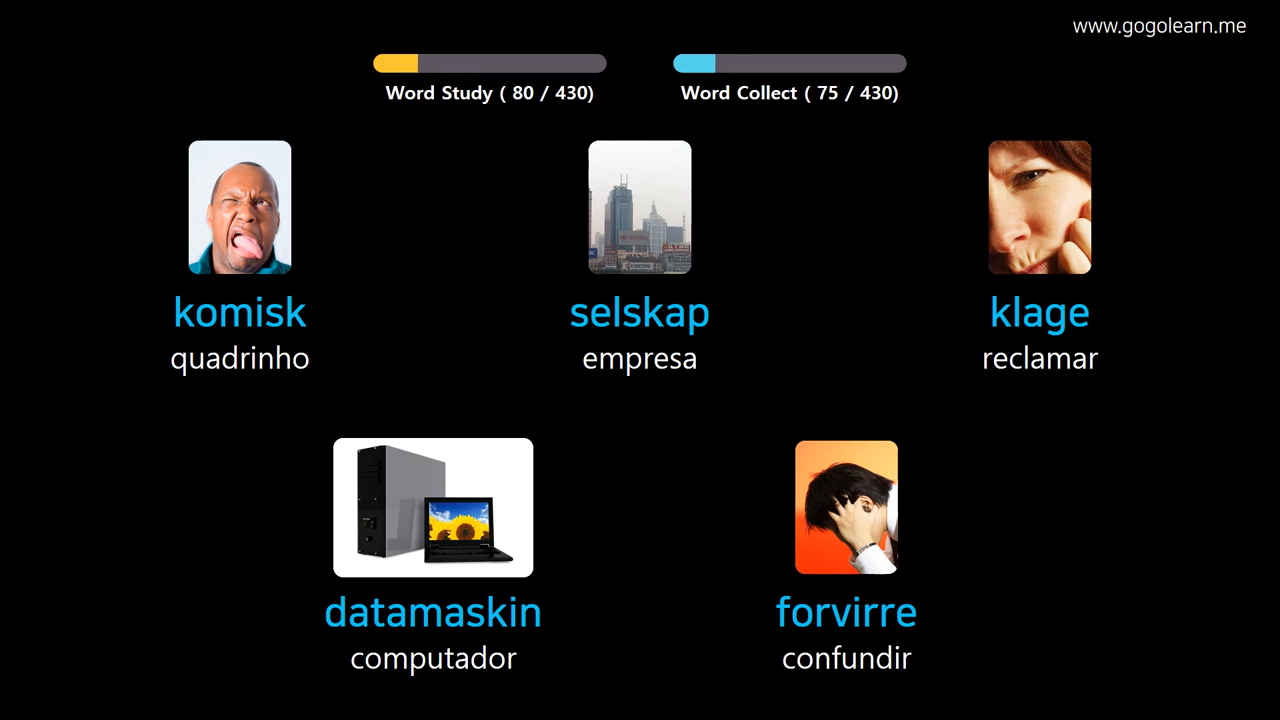 www.gogolearn.me
Word Study ( 80 / 430)
Word Collect ( 75 / 430)
komisk
quadrinho
selskap
empresa
klage
reclamar
datamaskin
computador
forvirre
confundir